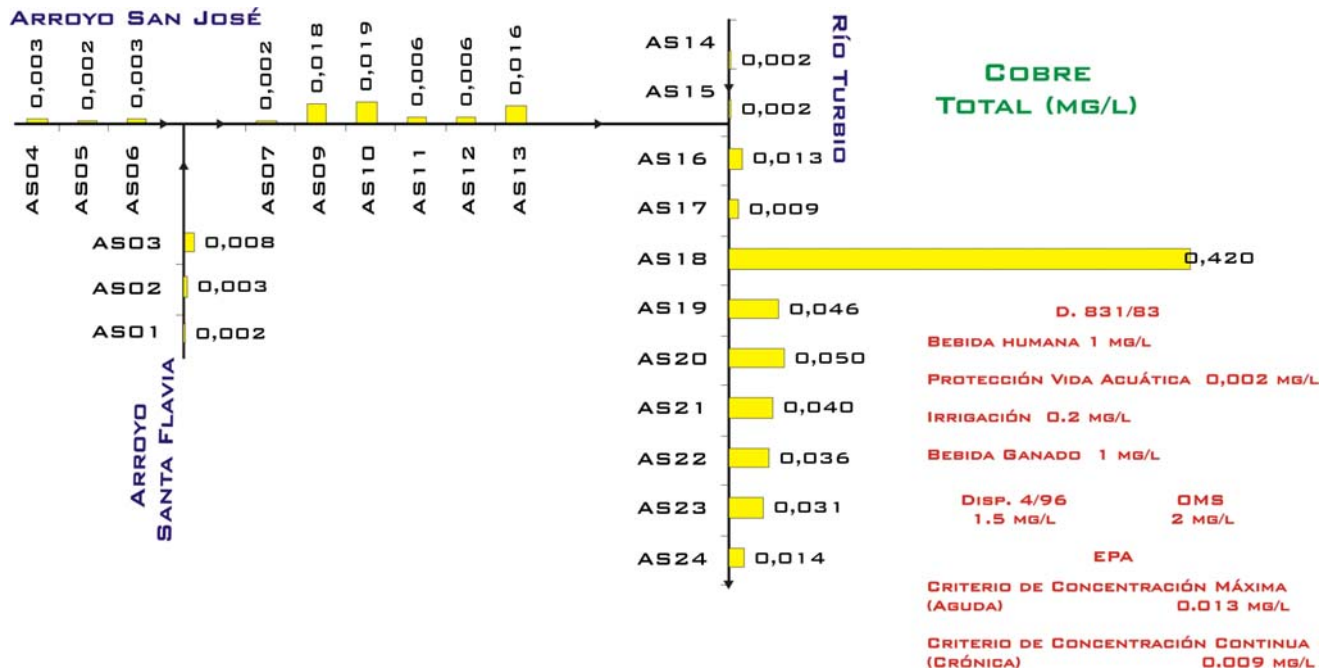 ARROYO SAN JOSÉ
0,003
0,002
0,003
0,002
0,018
0,019
0,006
0,006
0,016
AS04
AS05
AS06
AS07
AS09
AS10
AS11
AS12
AS13
AS03 0,008
AS02 0,003
AS01 0,002
ARROYO
SANTA FLAVIA
RÍO TURBIO
AS14 0,002
AS15 0,002
AS16 0,013
AS17 0,009
AS18 0,420
AS19 0,046
AS20 0,050
AS21 0,040
AS22 0,036
AS23 0,031
AS24 0,014
COBRE
TOTAL (MG/L)
D. 831/83
BEBIDA HUMANA 1 MG/L
PROTECCIÓN VIDA ACUÁTICA 0,002 MG/L
IRRIGACIÓN 0.2 MG/L
BEBIDA GANADO 1 MG/L
DISP. 4/96 OMS
1.5 MG/L 2 MG/L
EPA
CRITERIO DE CONCENTRACIÓN MÁXIMA
(AGUDA) 0.013 MG/L
CRITERIO DE CONCENTRACIÓN CONTINUA
(CRÓNICA) 0.009 MG/L